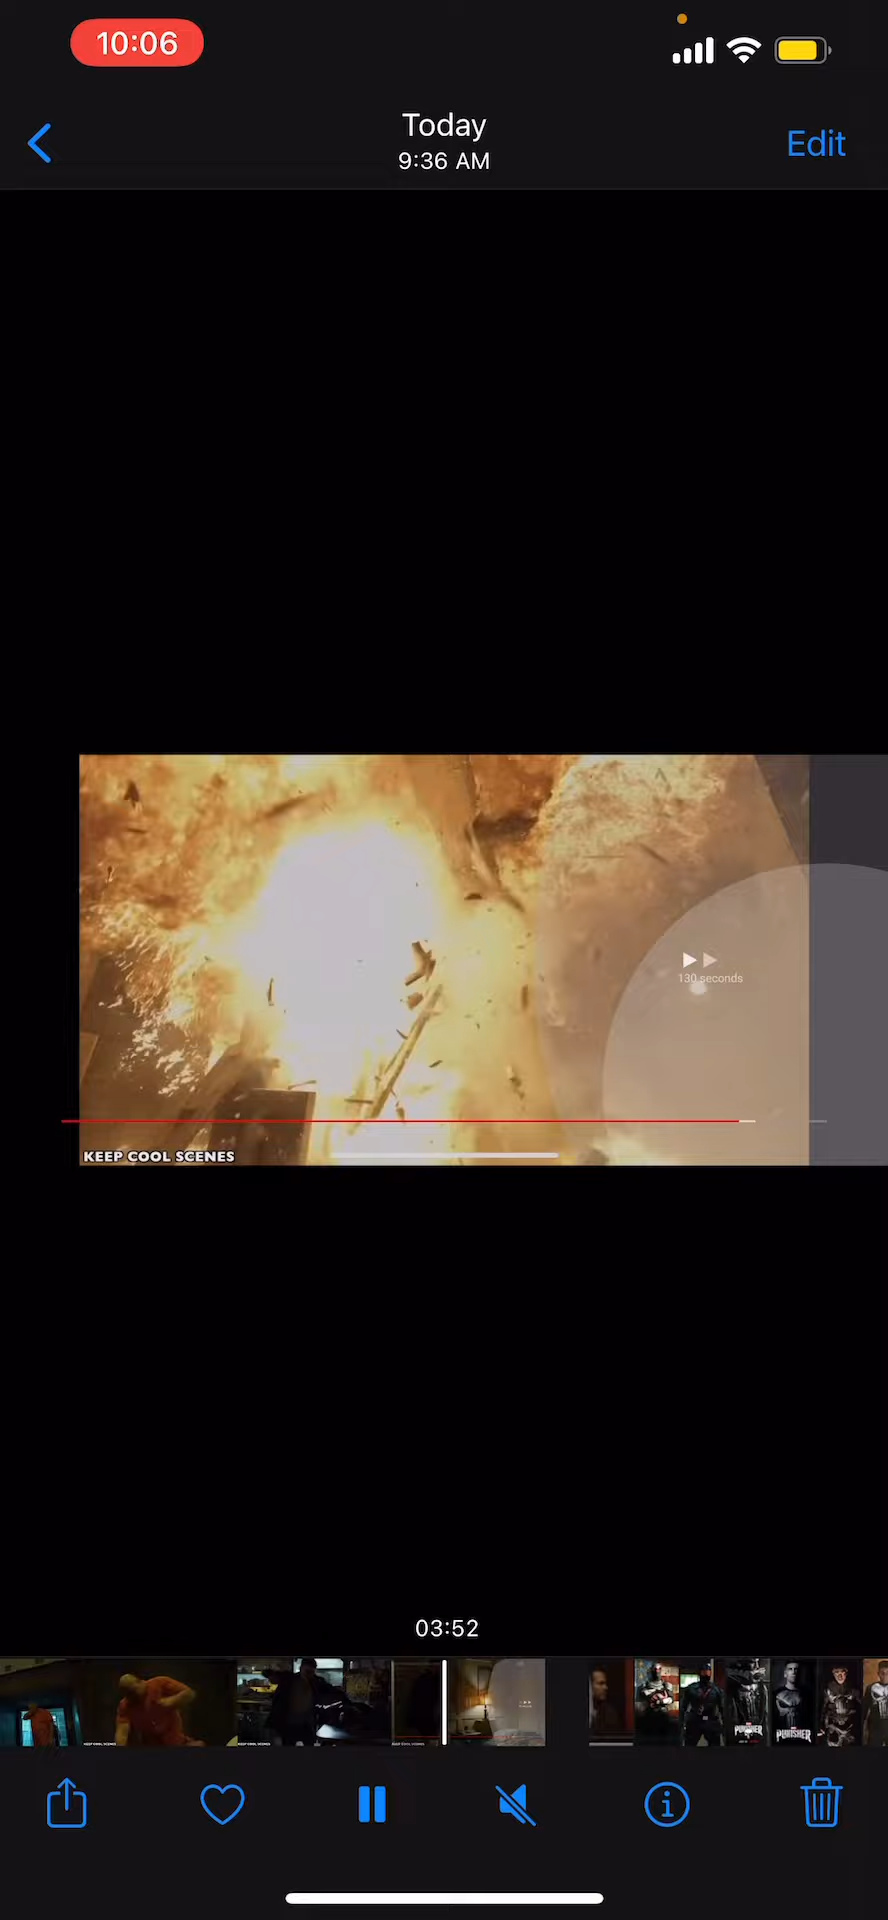 10:06
Today
9:36 AM
Edit
130 seconds
KEEP COOL SCENES
03:52
PUNISHER
PUNISHER